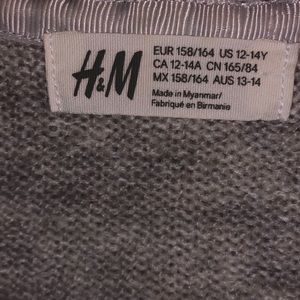 H&M
EUR 158/164 US 12-14Y
CA 12-14A CN 165/84
MX 158/164 AUS 13-14
Made in Myanmar/
Fabriqué en Birmanie